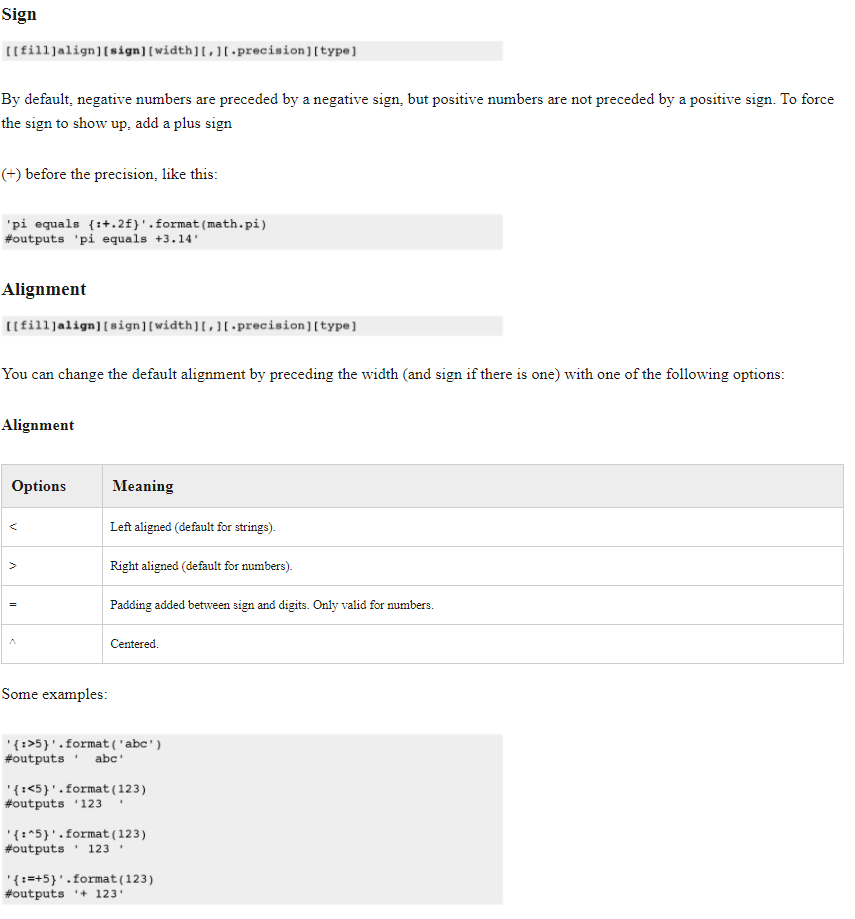 Sign
[[fill]align][sign][width][,][.precision][type]
By default, negative numbers are preceded by a negative sign, but positive numbers are not preceded by a positive sign. To force
the sign to show up, add a plus sign
(+) before the precision, like this:
'pi equals {:+.2f}'.format(math.pi)
#outputs 'pi equals +3.14'
Alignment
[[fill]align][sign][width][,][.precision][type]
You can change the default alignment by preceding the width (and sign if there is one) with one of the following options:
Alignment
Options Meaning
< Left aligned (default for strings).
> Right aligned (default for numbers).
= Padding added between sign and digits. Only valid for numbers.
^ Centered.
Some examples:
'{:>5}'.format('abc')
#outputs '  abc'
'{:<5}'.format(123)
#outputs '123  '
'{:^5}'.format(123)
#outputs ' 123 '
'{:=+5}'.format(123)
#outputs '+ 123'